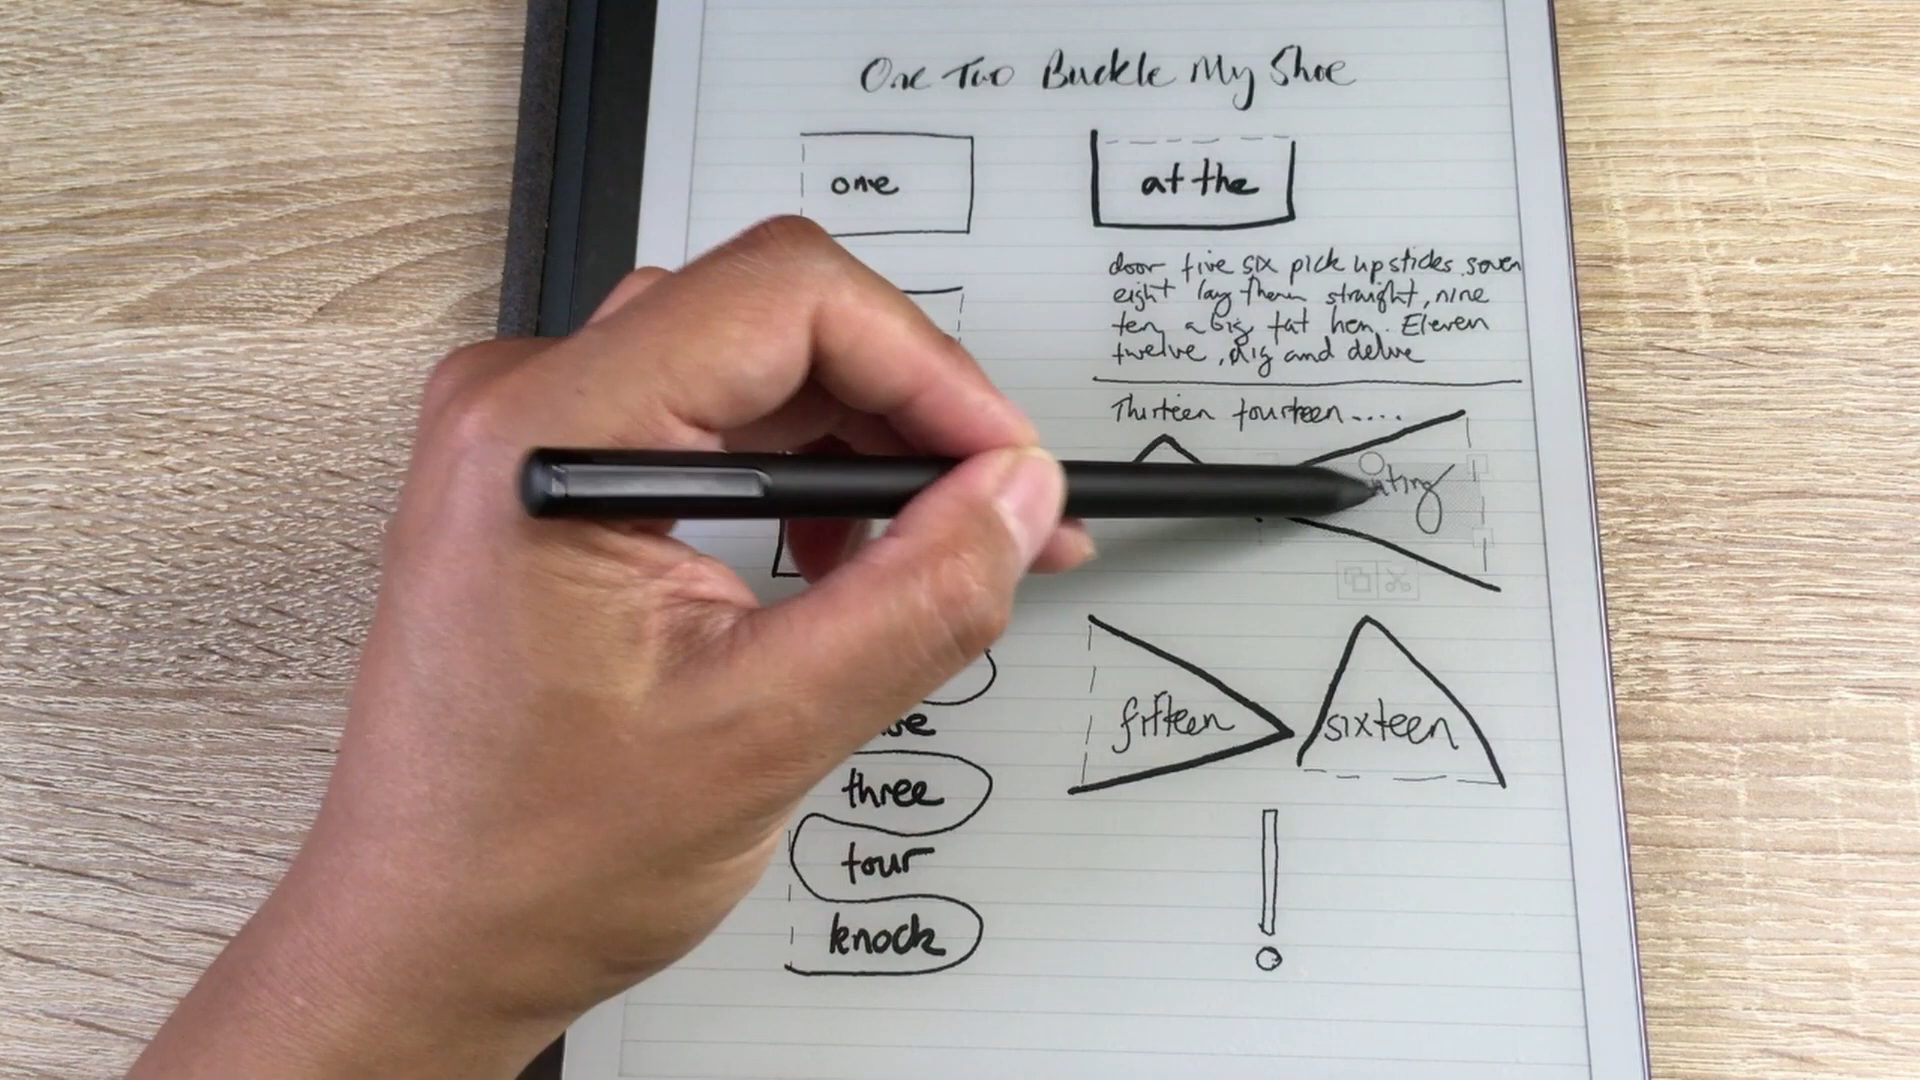 One Two Buckle My Shoe
one
at the
door, five six pick up sticks, seven
eight lay them straight, nine
ten, a big fat hen. Eleven
twelve, dig and delve
Thirteen fourteen....
fifteen
sixteen
three
four
knock